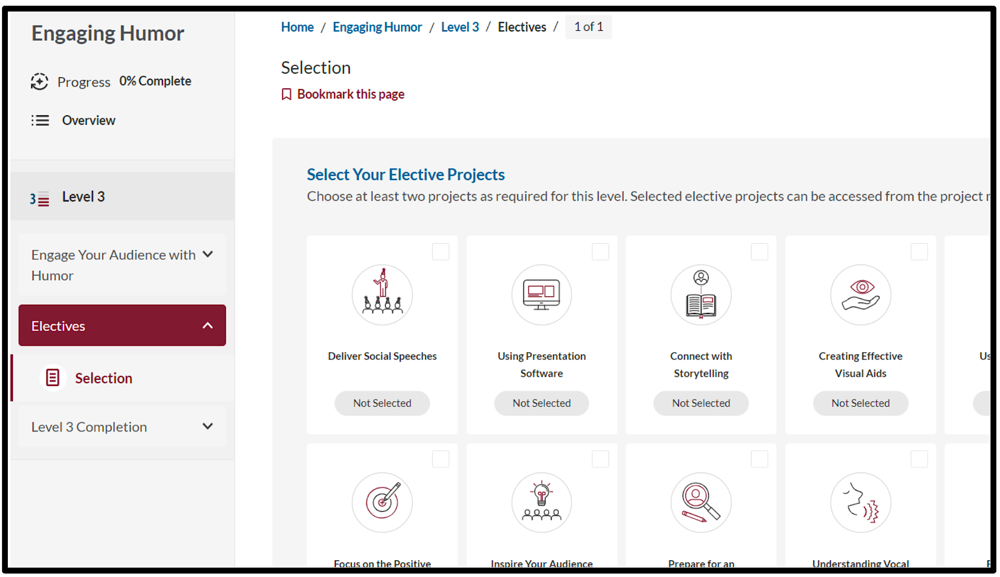 Engaging Humor
Progress 0% Complete
Overview
3 Level 3
Engage Your Audience with
Humor
Electives
Selection
Level 3 Completion
Home / Engaging Humor / Level 3 / Electives / 1 of 1
Selection
Bookmark this page
Select Your Elective Projects
Choose at least two projects as required for this level. Selected elective projects can be accessed from the project
Deliver Social Speeches
Not Selected
Using Presentation
Software
Not Selected
Connect with
Storytelling
Not Selected
Creating Effective
Visual Aids
Not Selected
Focus on the Positive
Inspire Your Audience
Prepare for an
Understanding Vocal